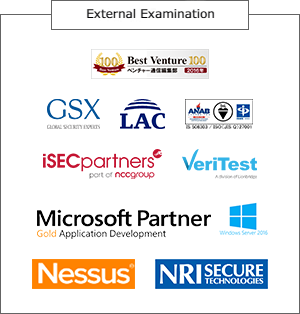 External Examination
100
Best Venture 100
ベンチャー通信編集部
2016年
GSX
GLOBAL SECURITY EXPERTS
LAC
ANAB
IS 508303 / ISO/IEC 27001
iSECpartners
part of nccgroup
VeriTest
A Division of Lionbridge
Microsoft Partner
Gold Application Development
Windows Server 2016
Nessus
NRI SECURE
TECHNOLOGIES